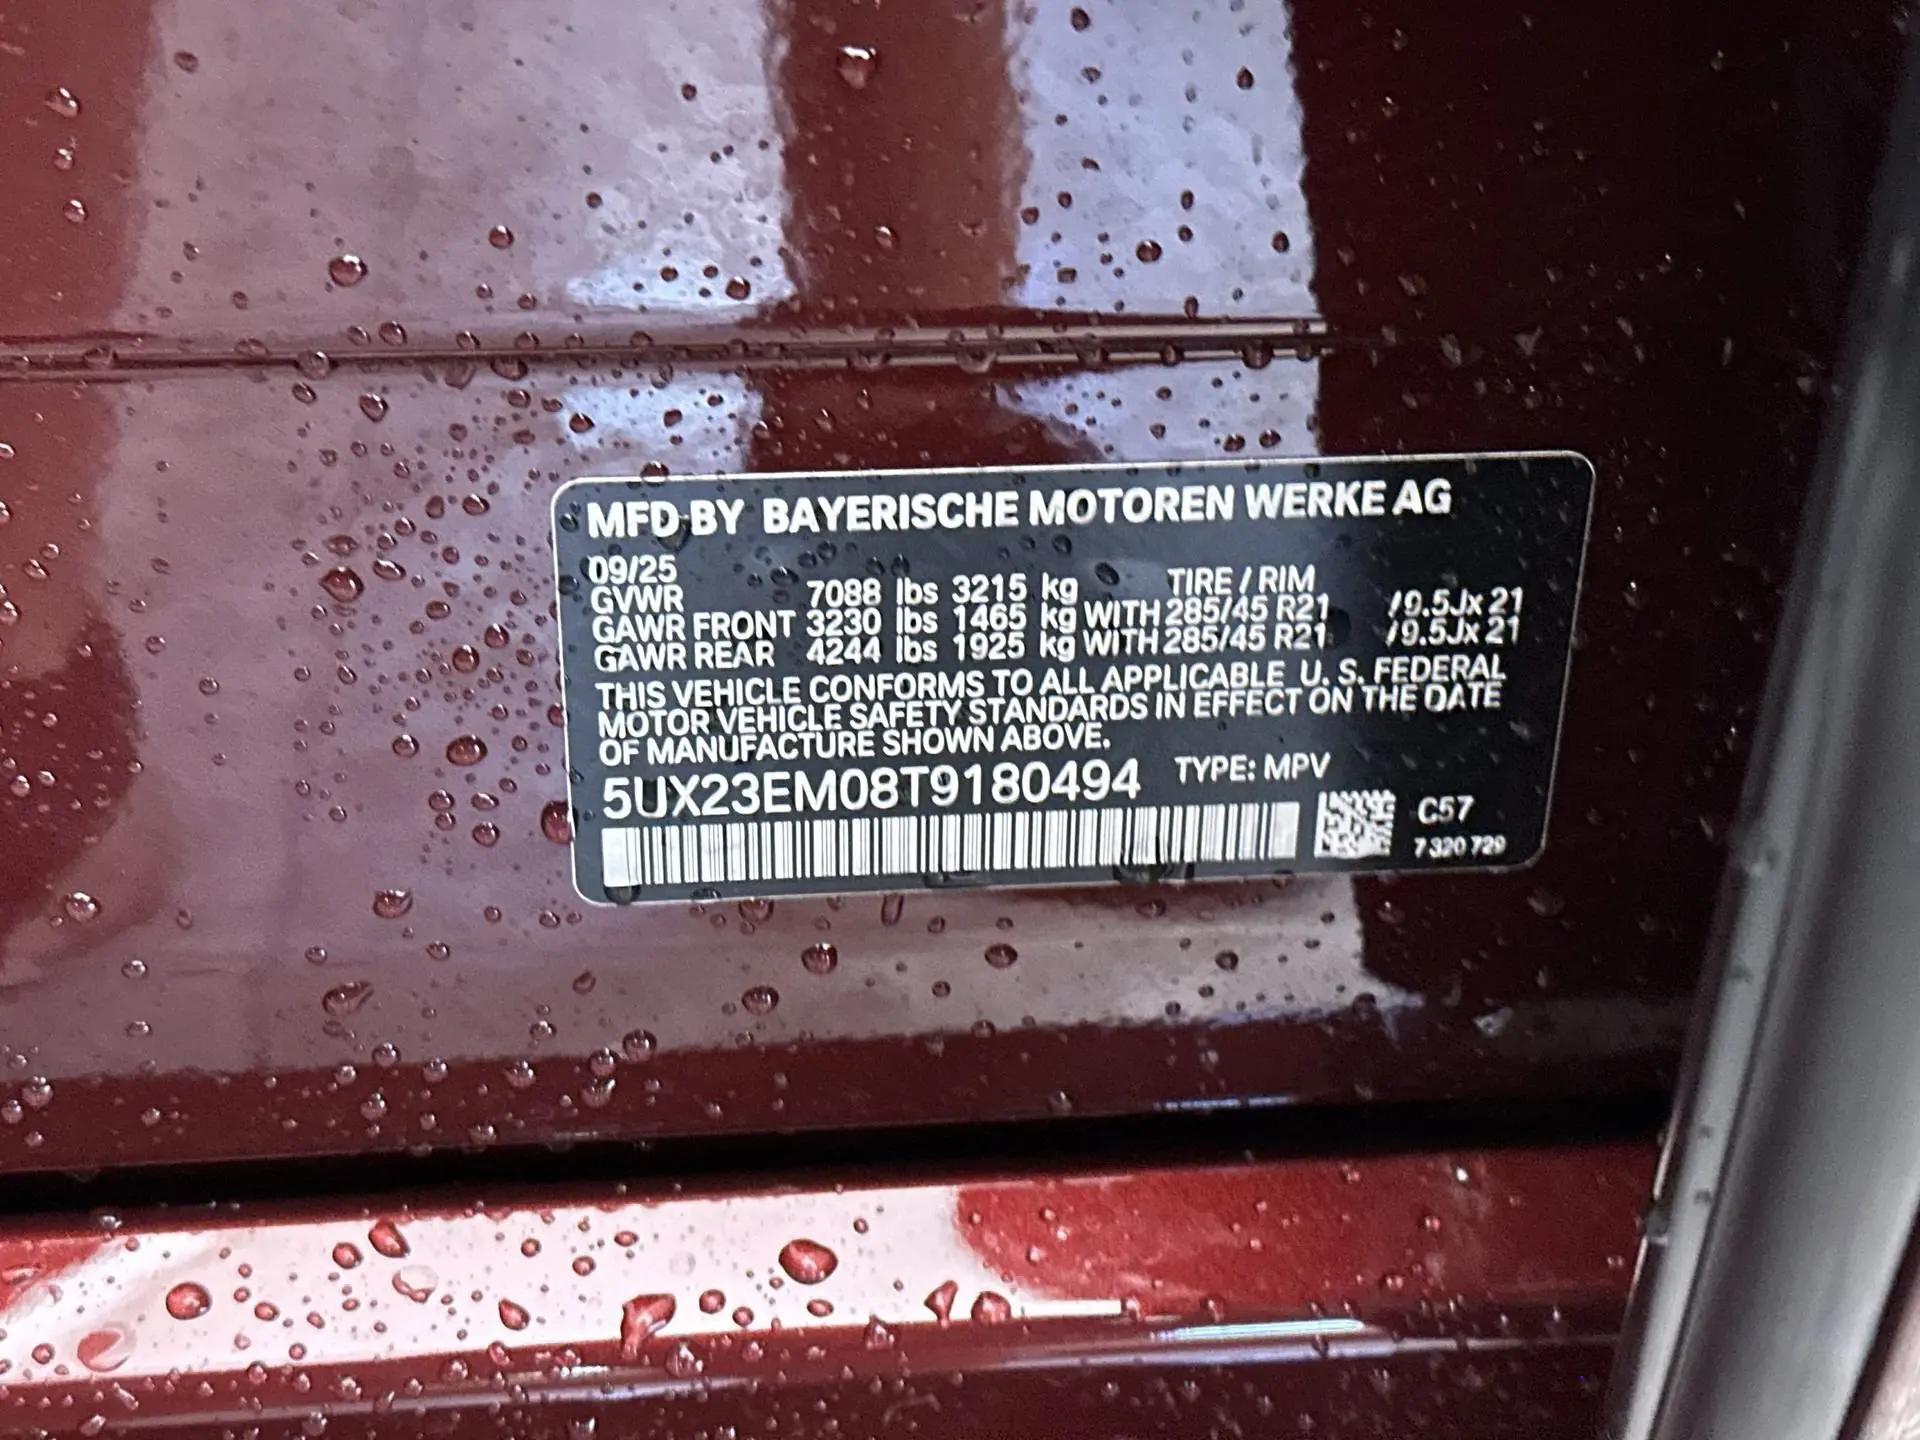 MFD BY BAYERISCHE MOTOREN WERKE AG
09/25
GVWR 7088 lbs 3215 kg TIRE / RIM
GAWR FRONT 3230 lbs 1465 kg WITH 285/45 R21 /9.5Jx21
GAWR REAR 4244 lbs 1925 kg WITH 285/45 R21 /9.5Jx21
THIS VEHICLE CONFORMS TO ALL APPLICABLE U. S. FEDERAL
MOTOR VEHICLE SAFETY STANDARDS IN EFFECT ON THE DATE
OF MANUFACTURE SHOWN ABOVE.
5UX23EM08T9180494 TYPE: MPV
C57
7 320 729